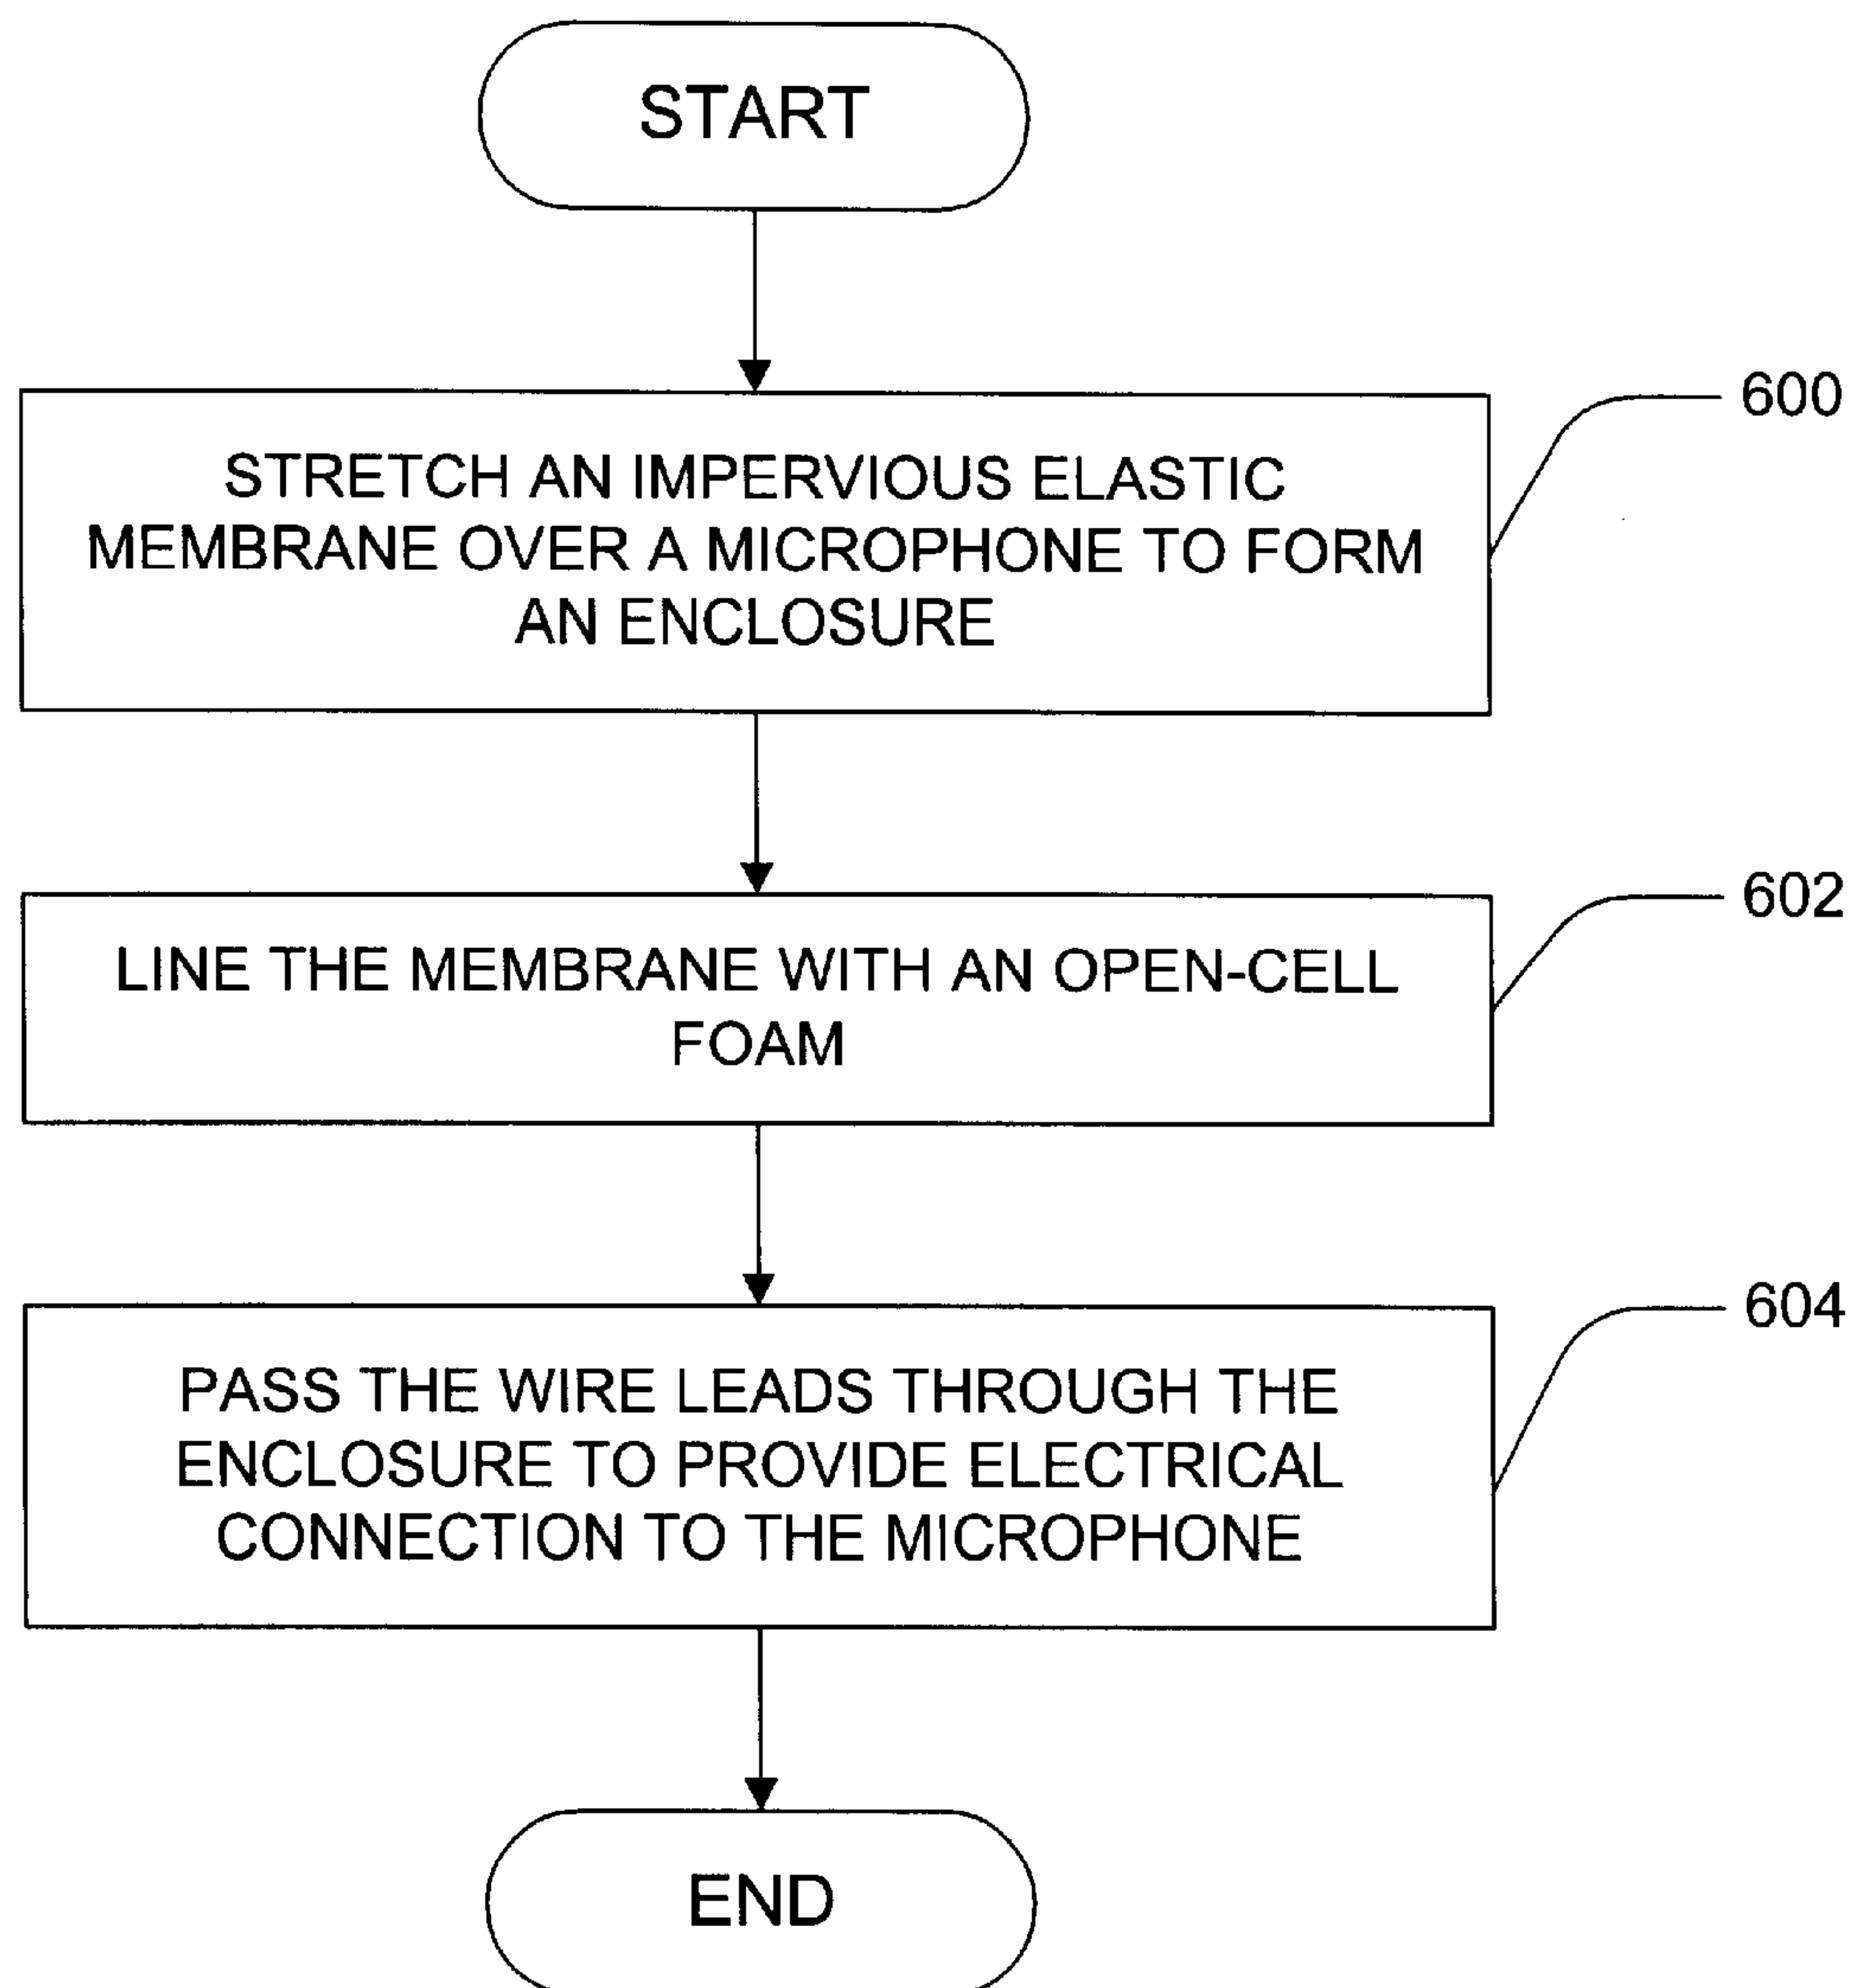 START
600
STRETCH AN IMPERVIOUS ELASTIC
MEMBRANE OVER A MICROPHONE TO FORM
AN ENCLOSURE
602
LINE THE MEMBRANE WITH AN OPEN-CELL
FOAM
604
PASS THE WIRE LEADS THROUGH THE
ENCLOSURE TO PROVIDE ELECTRICAL
CONNECTION TO THE MICROPHONE
END